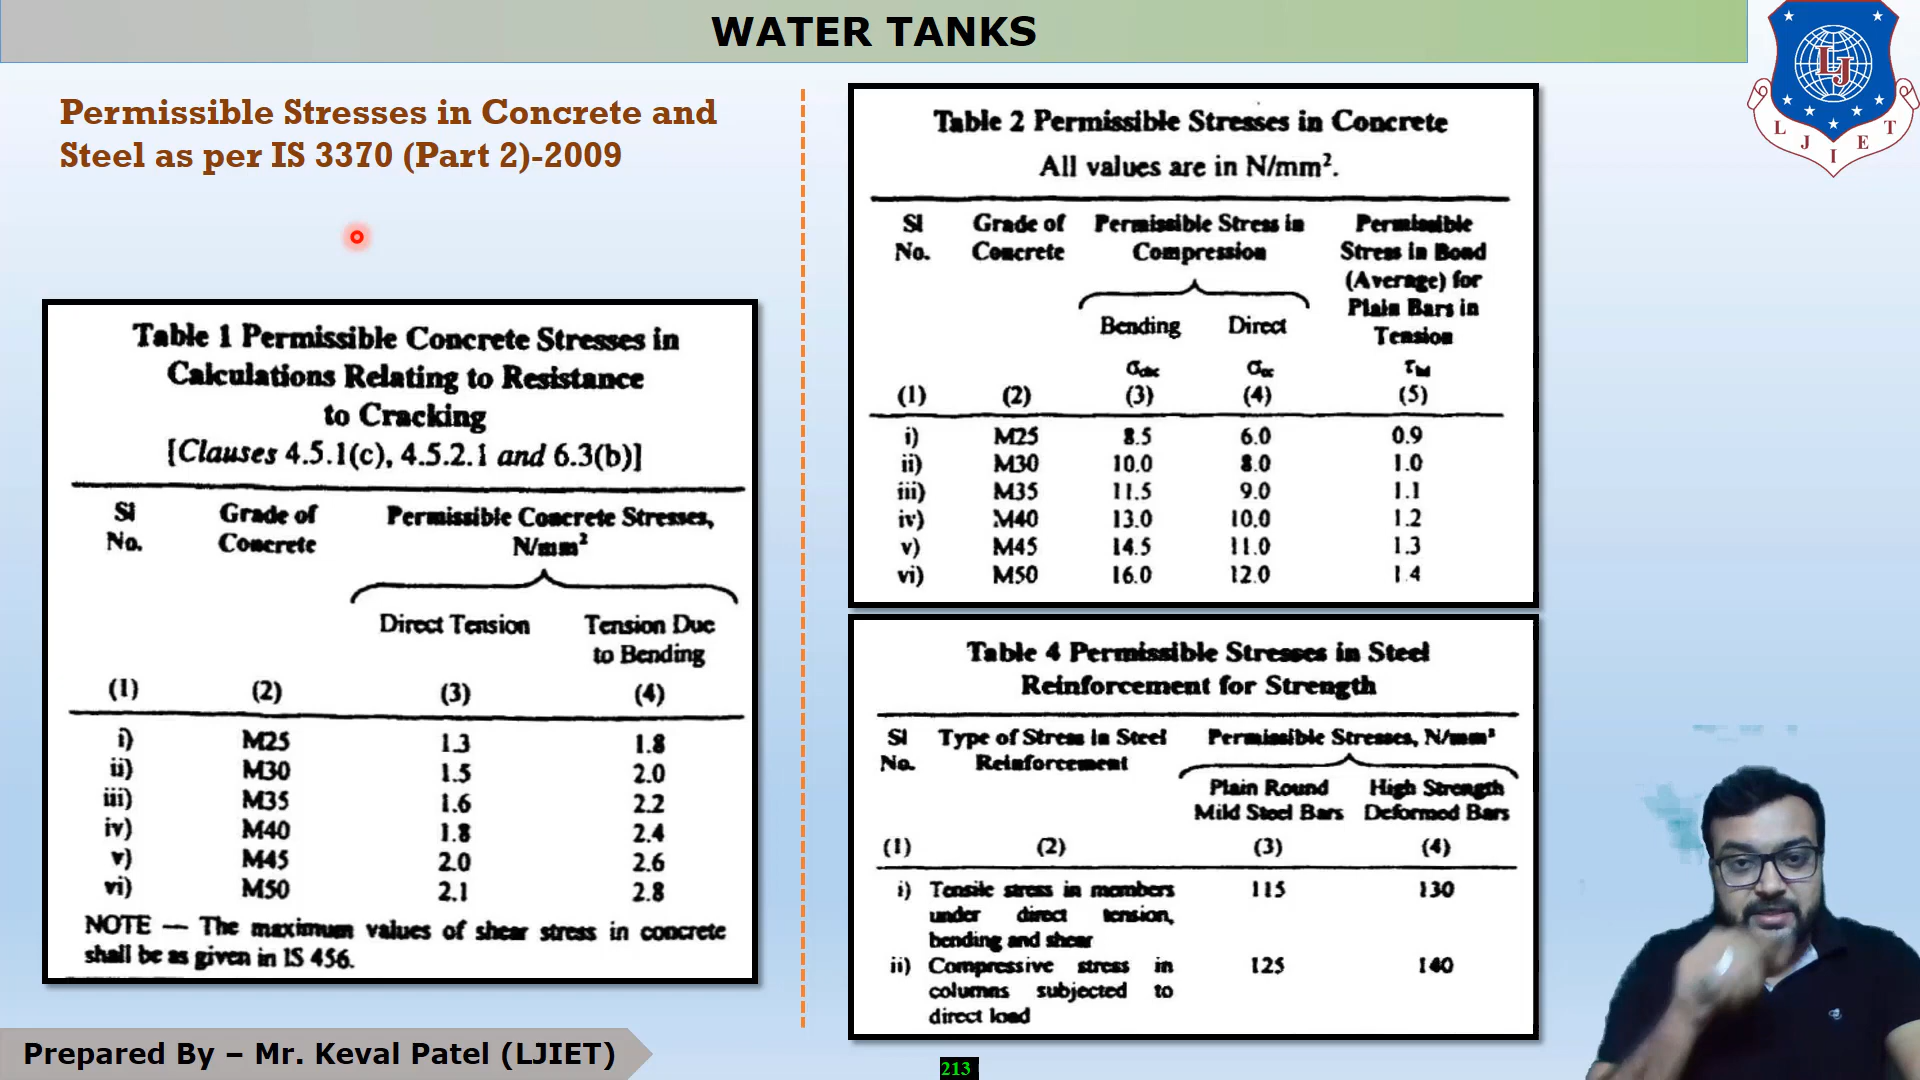 WATER TANKS
Permissible Stresses in Concrete and
Steel as per IS 3370 (Part 2)-2009
Table 1 Permissible Concrete Stresses in
Calculations Relating to Resistance
to Cracking
[Clauses 4.5.1(c), 4.5.2.1 and 6.3(b)]
Sl No. Grade of Concrete Permissible Concrete Stresses, N/mm²
Direct Tension Tension Due to Bending
(1) (2) (3) (4)
i) M25 1.3 1.8
ii) M30 1.5 2.0
iii) M35 1.6 2.2
iv) M40 1.8 2.4
v) M45 2.0 2.6
vi) M50 2.1 2.8
NOTE — The maximum values of shear stress in concrete
shall be as given in IS 456.
Table 2 Permissible Stresses in Concrete
All values are in N/mm².
Sl No. Grade of Concrete Permissible Stress in Compression Permissible Stress in Bond (Average) for Plain Bars in Tension
Bending Direct
σcbc σcc τbd
(1) (2) (3) (4) (5)
i) M25 8.5 6.0 0.9
ii) M30 10.0 8.0 1.0
iii) M35 11.5 9.0 1.1
iv) M40 13.0 10.0 1.2
v) M45 14.5 11.0 1.3
vi) M50 16.0 12.0 1.4
Table 4 Permissible Stresses in Steel
Reinforcement for Strength
Sl No. Type of Stress in Steel Reinforcement Permissible Stresses, N/mm²
Plain Round Mild Steel Bars High Strength Deformed Bars
(1) (2) (3) (4)
i) Tensile stress in members 115 130
under direct tension,
bending and shear
ii) Compressive stress in 125 140
columns subjected to
direct load
LJ
L J I E T
Prepared By – Mr. Keval Patel (LJIET)
213